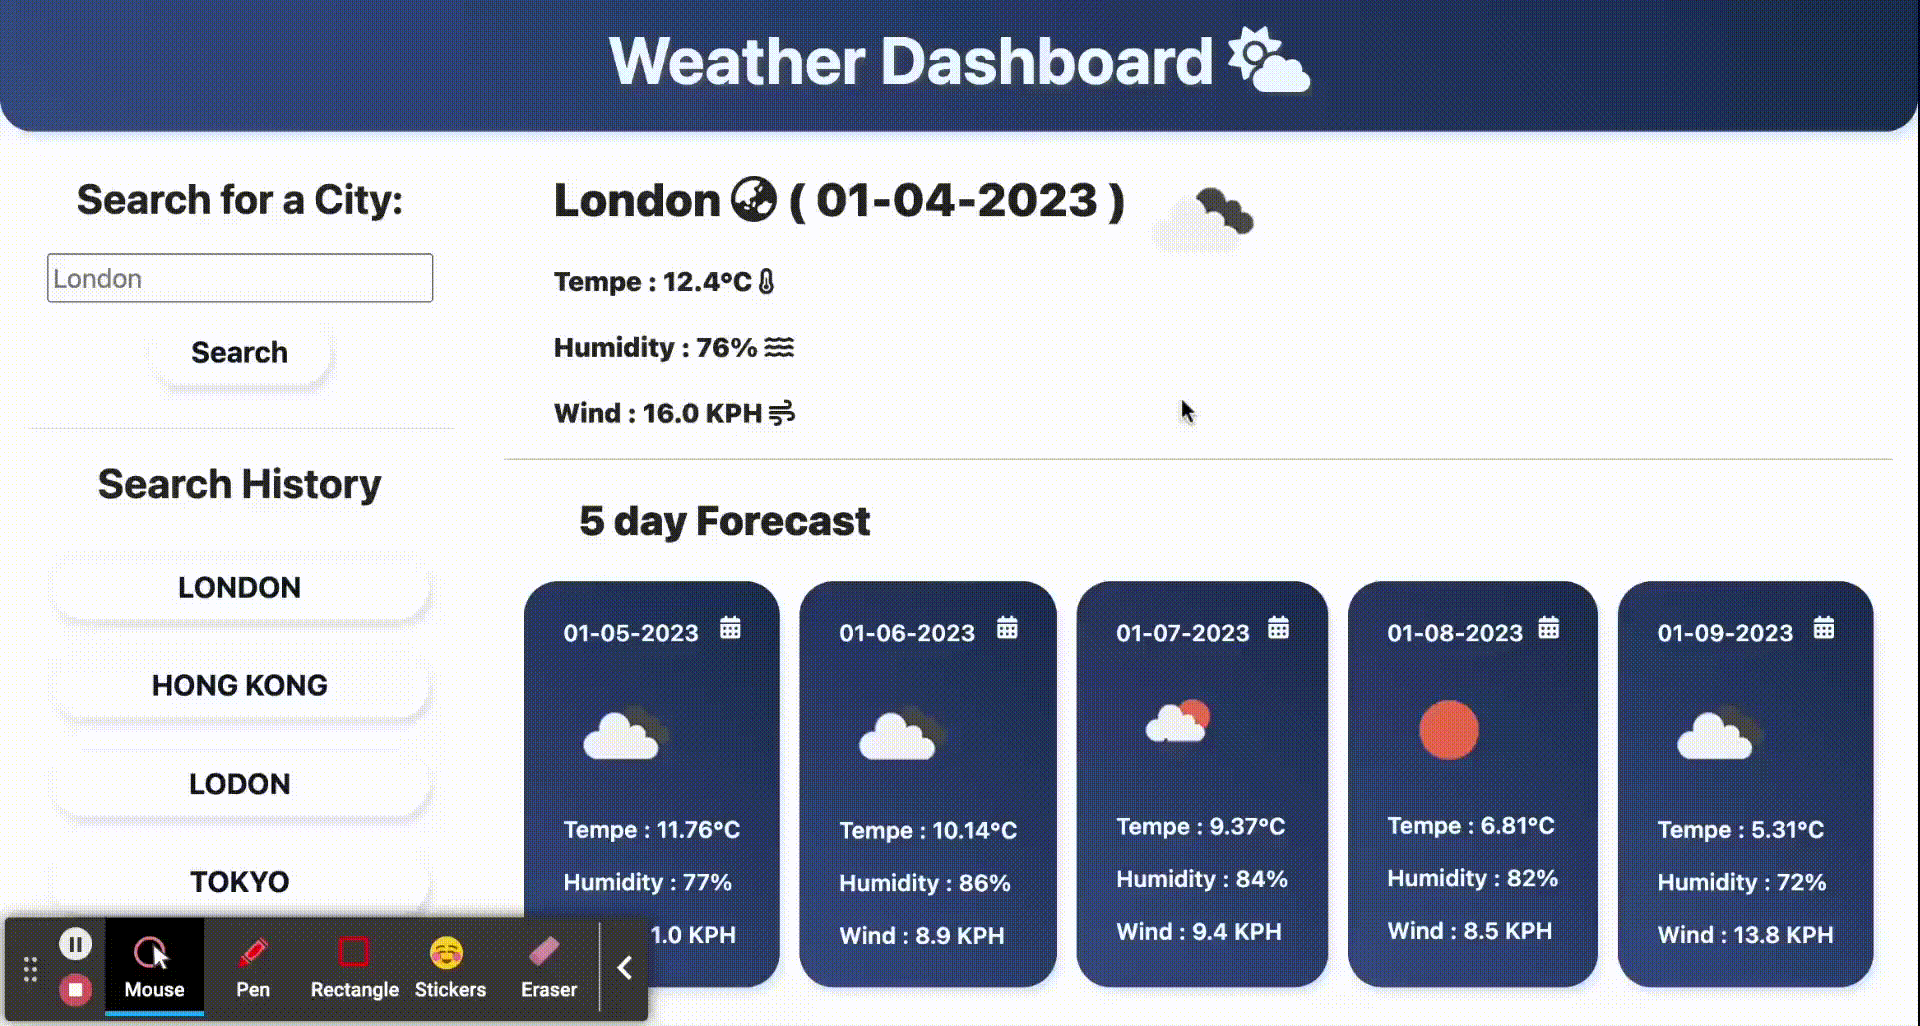 Weather Dashboard
Search for a City:
London
Search
Search History
LONDON
HONG KONG
LODON
TOKYO
London ( 01-04-2023 )
Tempe : 12.4°C
Humidity : 76%
Wind : 16.0 KPH
5 day Forecast
01-05-2023
Tempe : 11.76°C
Humidity : 77%
1.0 KPH
01-06-2023
Tempe : 10.14°C
Humidity : 86%
Wind : 8.9 KPH
01-07-2023
Tempe : 9.37°C
Humidity : 84%
Wind : 9.4 KPH
01-08-2023
Tempe : 6.81°C
Humidity : 82%
Wind : 8.5 KPH
01-09-2023
Tempe : 5.31°C
Humidity : 72%
Wind : 13.8 KPH
Mouse
Pen
Rectangle
Stickers
Eraser